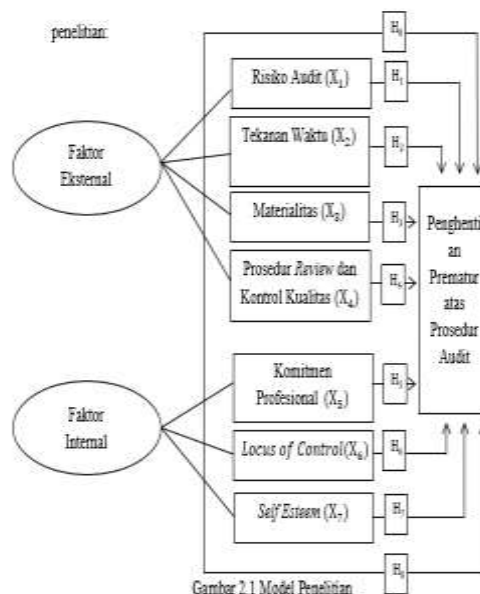 penelitian:
Risiko Audit (X₁)
H₁
Tekanan Waktu (X₂)
H₂
Faktor
Eksternal
Materialitas (X₃)
H₃
Prosedur Review dan
Kontrol Kualitas (X₄)
H₄
Penghenti
an
Prematur
atas
Prosedur
Audit
Komitmen
Profesional (X₅)
H₅
Faktor
Internal
Locus of Control(X₆)
H₆
Self Esteem (X₇)
H₇
Gambar 2.1 Model Penelitian